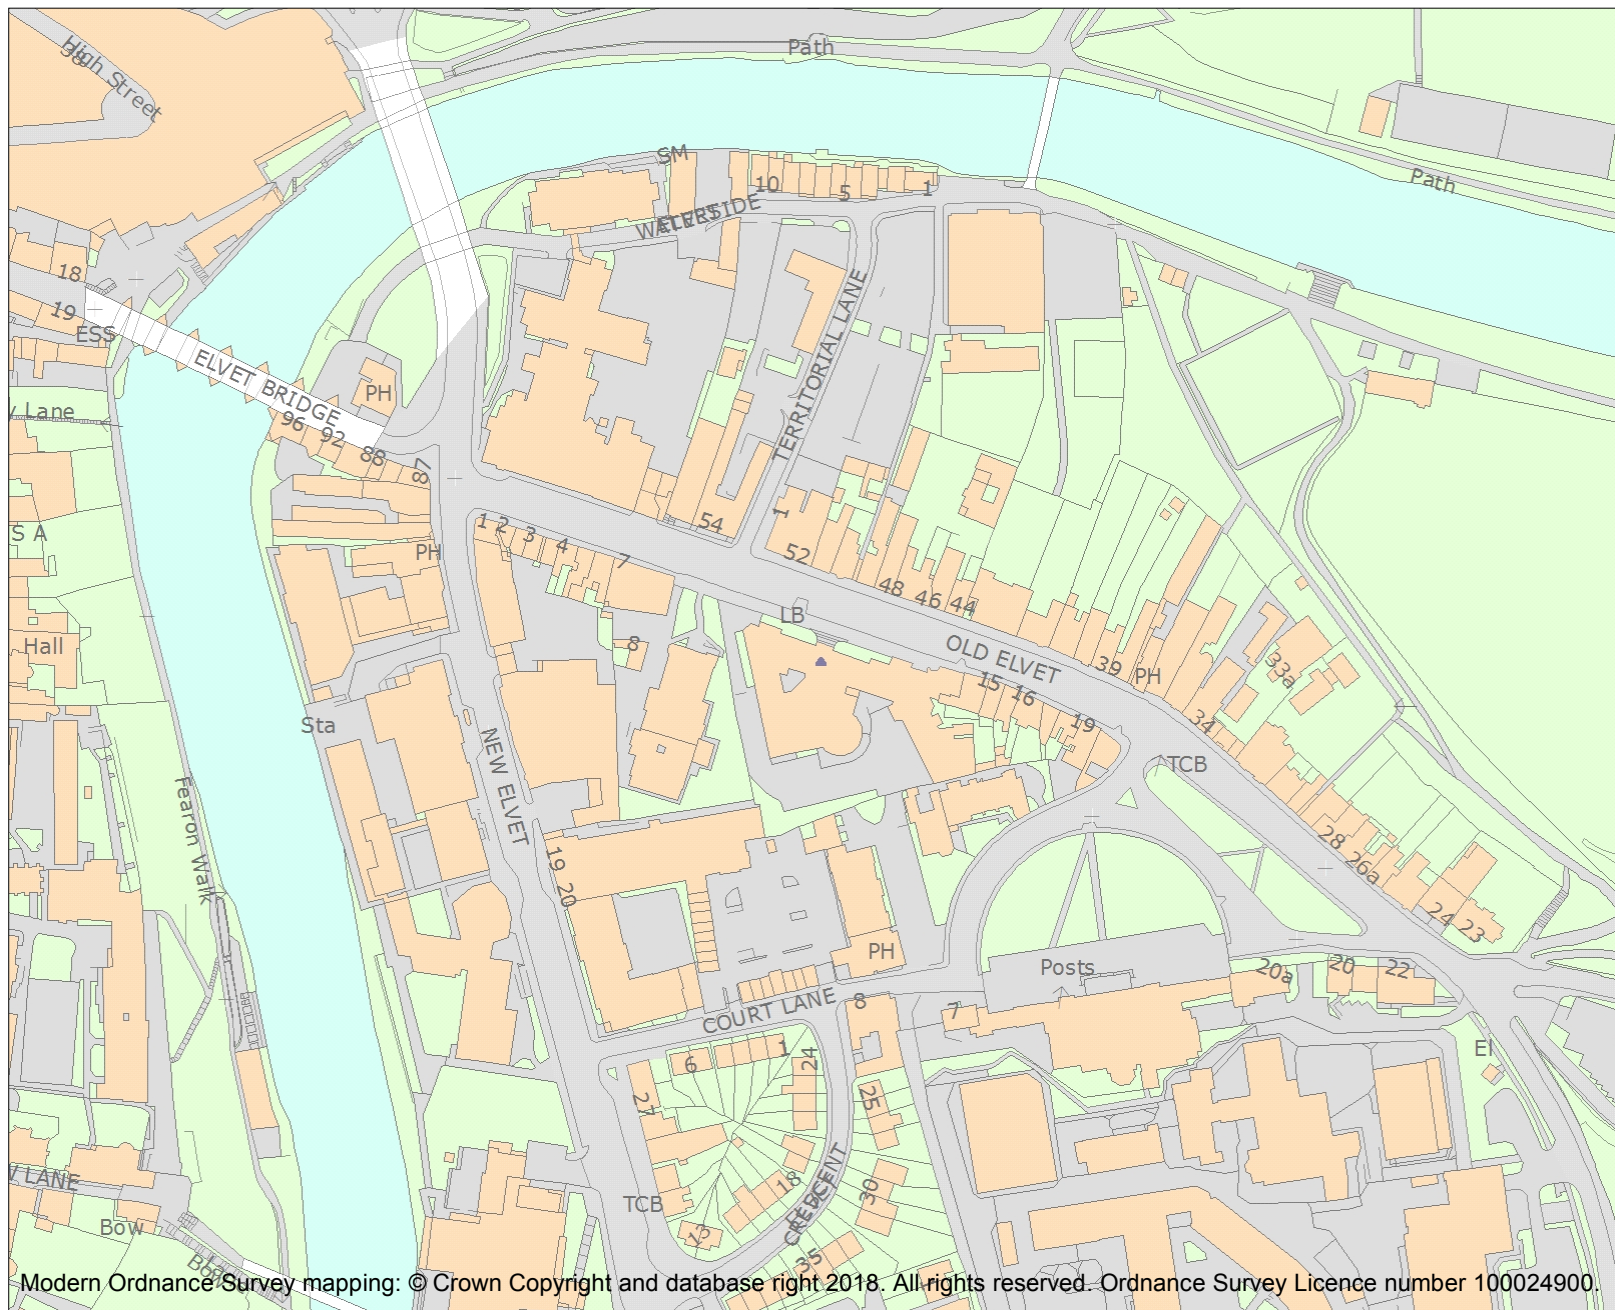 High Street
38
Path
Path
SM
10
5
1
ELVET
WATERSIDE
18
19
ESS
ELVET BRIDGE
PH
Lane
96
92
88
87
TERRITORIAL LANE
S A
PH
1
2
3
4
7
54
1
52
48
46
44
LB
OLD ELVET
Hall
8
39
PH
33a
15
16
19
34
Sta
NEW ELVET
TCB
Fearon Walk
19
20
28
26a
24
23
PH
Posts
20a
20
22
COURT LANE
8
7
6
1
24
27
25
El
LANE
Bow
TCB
18
13
30
ELVET
CRESCENT
35
Bow
Modern Ordnance Survey mapping: © Crown Copyright and database right 2018. All rights reserved. Ordnance Survey Licence number 100024900.